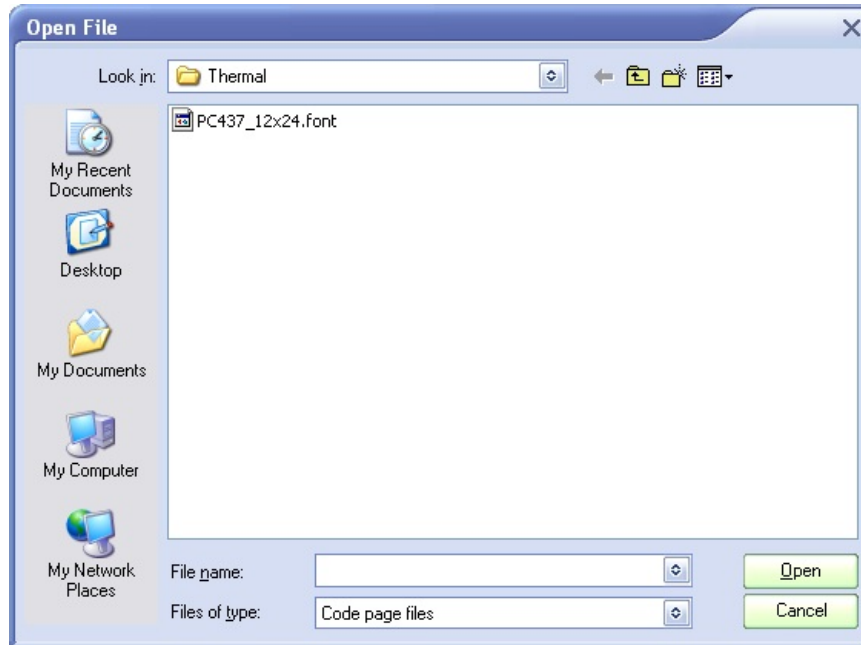 Open File
Look in:
Thermal
PC437_12x24.font
My Recent
Documents
Desktop
My Documents
My Computer
My Network
Places
File name:
Open
Files of type:
Code page files
Cancel